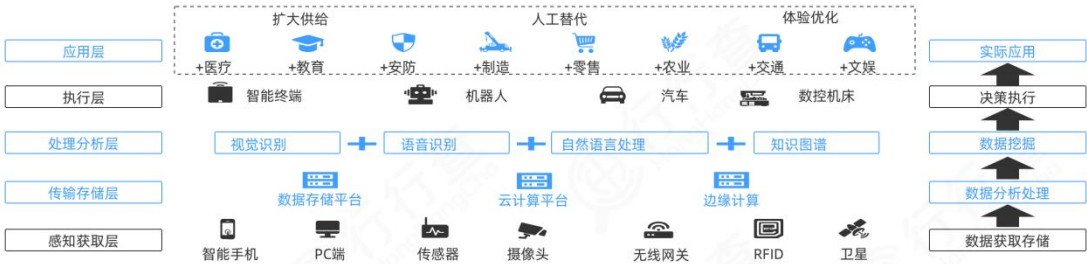 扩大供给 人工替代 体验优化
应用层 +医疗 +教育 +安防 +制造 +零售 +农业 +交通 +文娱 实际应用
执行层 智能终端 机器人 汽车 数控机床 决策执行
处理分析层 视觉识别 语音识别 自然语言处理 知识图谱 数据挖掘
传输存储层 数据存储平台 云计算平台 边缘计算 数据分析处理
感知获取层 智能手机 PC端 传感器 摄像头 无线网关 RFID 卫星 数据获取存储